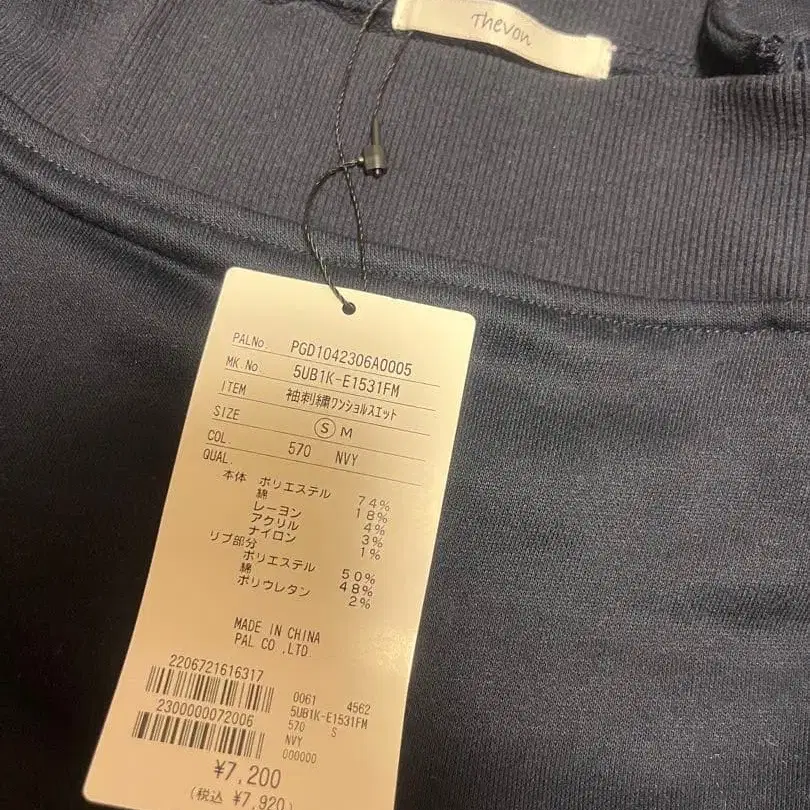 Thevon
PALNo. PGD1042306A0005
MK.No. 5UB1K-E1531FM
ITEM 袖刺繍ワンショルスエット
SIZE S M
COL 570 NVY
QUAL.
本体 ポリエステル 74%
綿 18%
レーヨン 4%
アクリル 3%
ナイロン 1%
リブ部分
ポリエステル 50%
綿 48%
ポリウレタン 2%
MADE IN CHINA
PAL CO.,LTD
2206721616317
0061 4562
5UB1K-E1531FM
2300000072006
570 S
NVY
000000
¥7,200
(税込 ¥7,920)